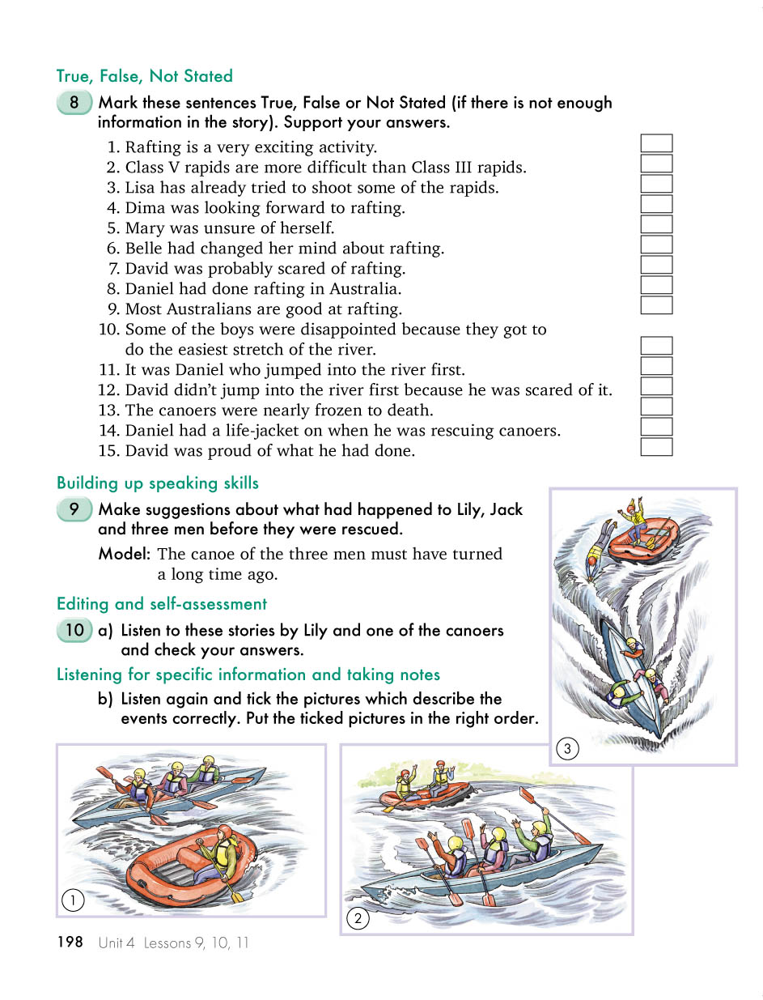 True, False, Not Stated
8 Mark these sentences True, False or Not Stated (if there is not enough
information in the story). Support your answers.
1. Rafting is a very exciting activity.
2. Class V rapids are more difficult than Class III rapids.
3. Lisa has already tried to shoot some of the rapids.
4. Dima was looking forward to rafting.
5. Mary was unsure of herself.
6. Belle had changed her mind about rafting.
7. David was probably scared of rafting.
8. Daniel had done rafting in Australia.
9. Most Australians are good at rafting.
10. Some of the boys were disappointed because they got to
do the easiest stretch of the river.
11. It was Daniel who jumped into the river first.
12. David didn't jump into the river first because he was scared of it.
13. The canoers were nearly frozen to death.
14. Daniel had a life-jacket on when he was rescuing canoers.
15. David was proud of what he had done.
Building up speaking skills
9 Make suggestions about what had happened to Lily, Jack
and three men before they were rescued.
Model: The canoe of the three men must have turned
a long time ago.
Editing and self-assessment
10 a) Listen to these stories by Lily and one of the canoers
and check your answers.
Listening for specific information and taking notes
b) Listen again and tick the pictures which describe the
events correctly. Put the ticked pictures in the right order.
3
1
2
198 Unit 4 Lessons 9, 10, 11